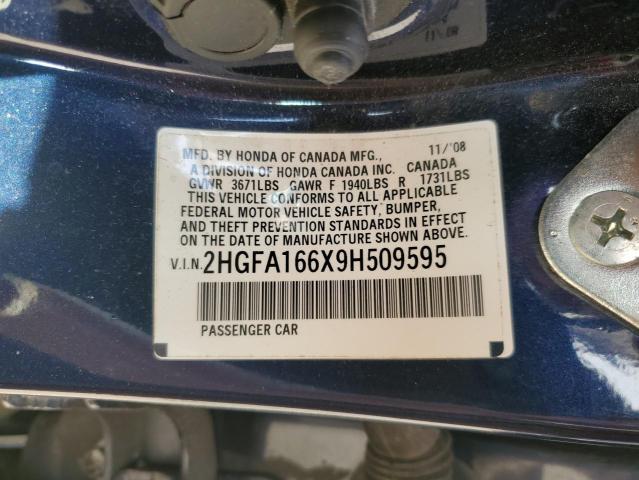 MFD. BY HONDA OF CANADA MFG., 11/'08
A DIVISION OF HONDA CANADA INC. CANADA
GVWR 3671LBS GAWR F 1940LBS R 1731LBS
THIS VEHICLE CONFORMS TO ALL APPLICABLE
FEDERAL MOTOR VEHICLE SAFETY, BUMPER,
AND THEFT PREVENTION STANDARDS IN EFFECT
ON THE DATE OF MANUFACTURE SHOWN ABOVE.
V.I.N. 2HGFA166X9H509595
PASSENGER CAR